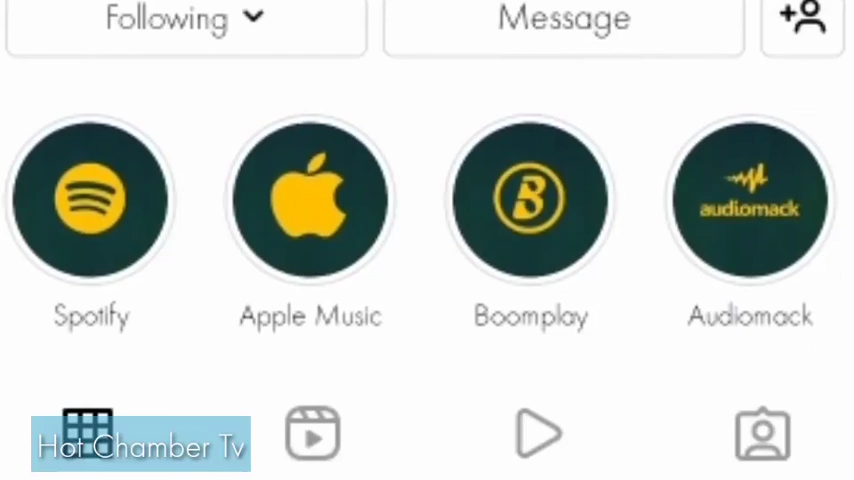 Following
Message
audiomack
Spotify
Apple Music
Boomplay
Audiomack
Hot Chamber Tv